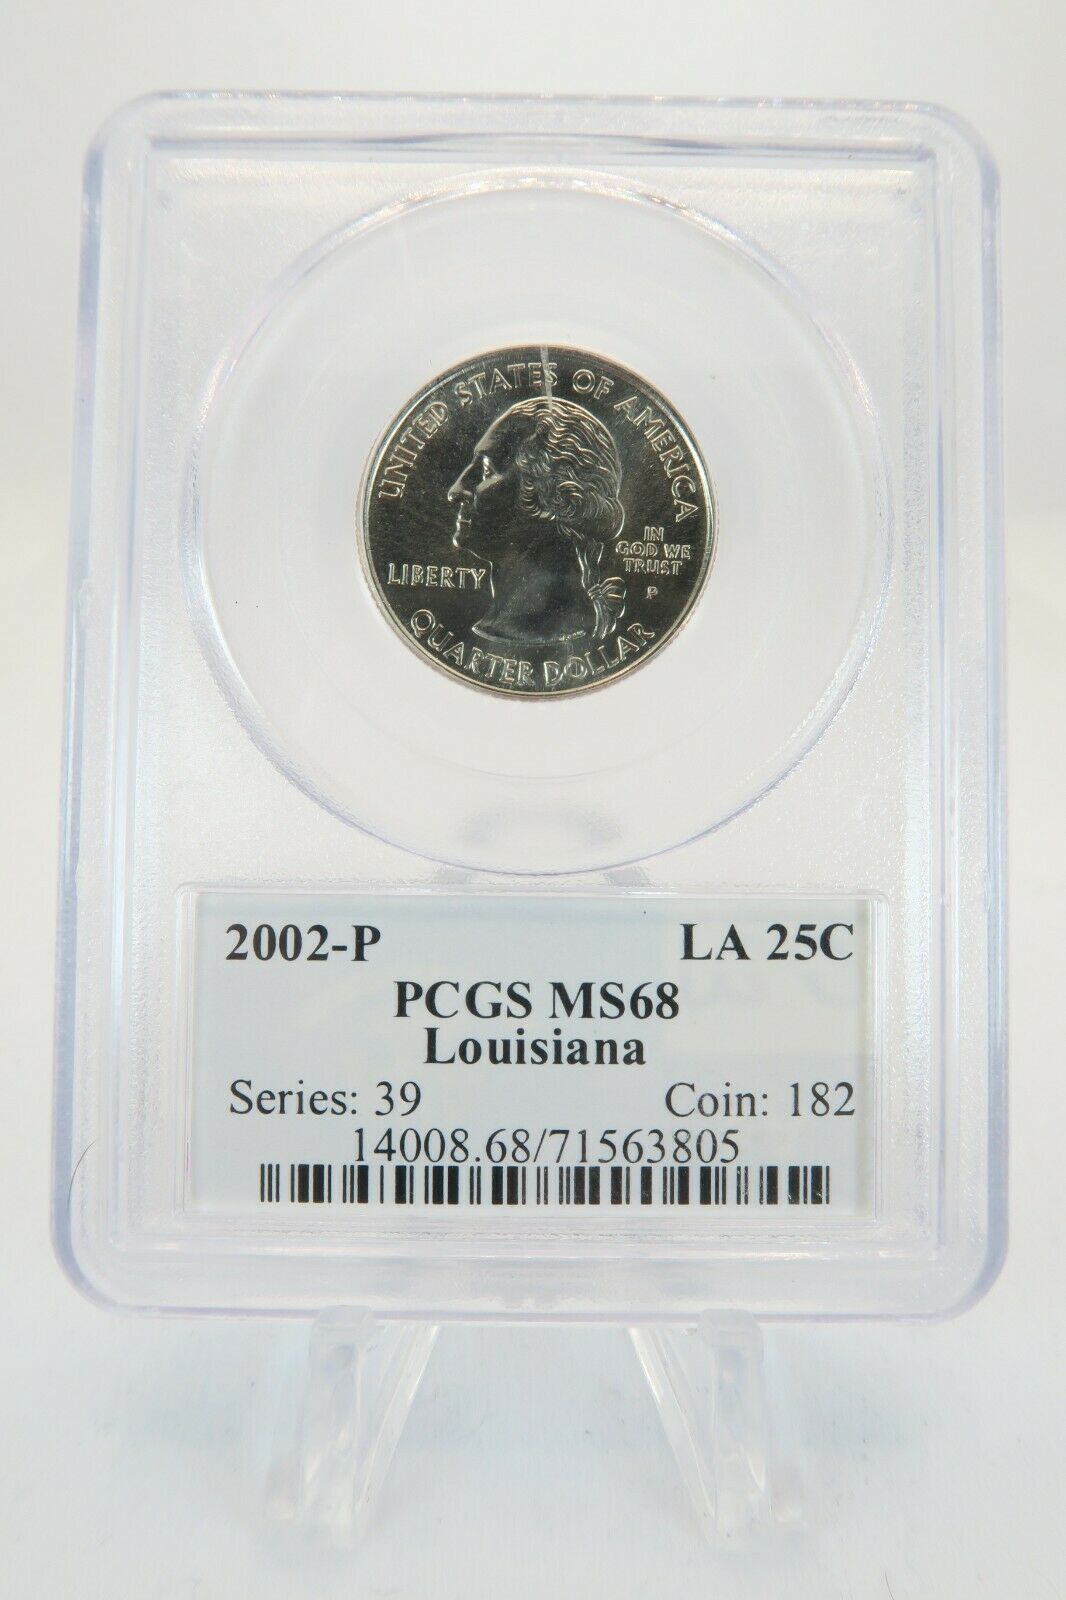 UNITED STATES OF AMERICA
LIBERTY
IN
GOD WE
TRUST
P
QUARTER DOLLAR
2002-P LA 25C
PCGS MS68
Louisiana
Series: 39 Coin: 182
14008.68/71563805